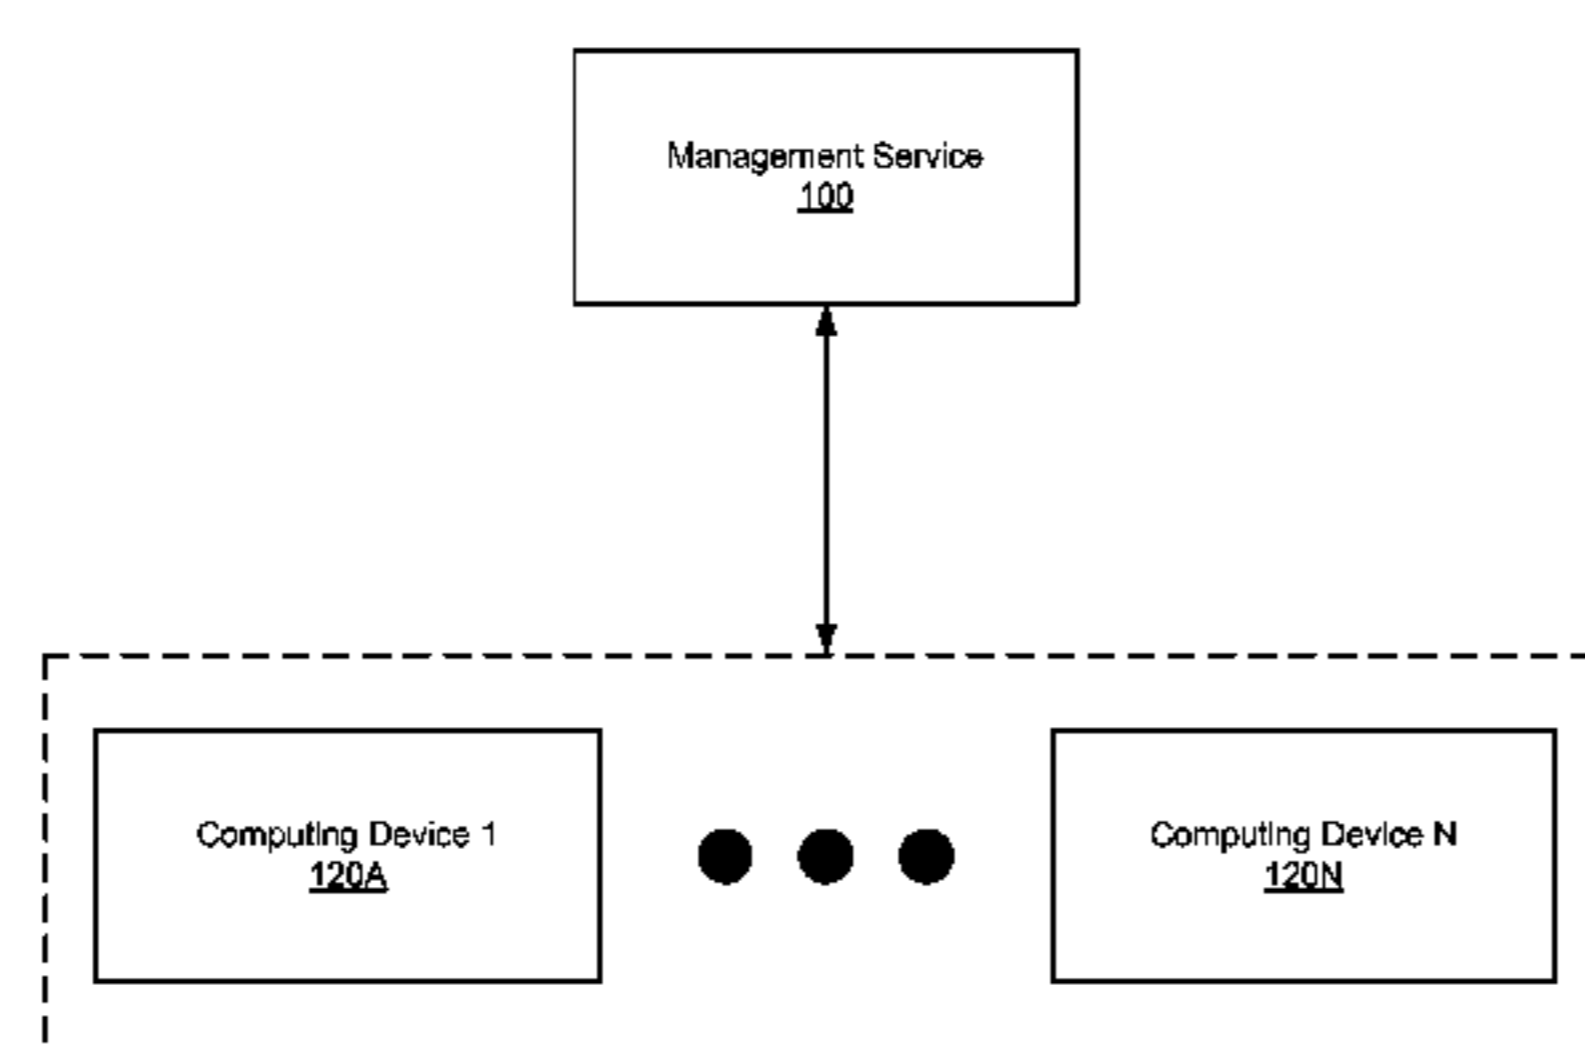 Management Service
100
Computing Device 1
120A
Computing Device N
120N